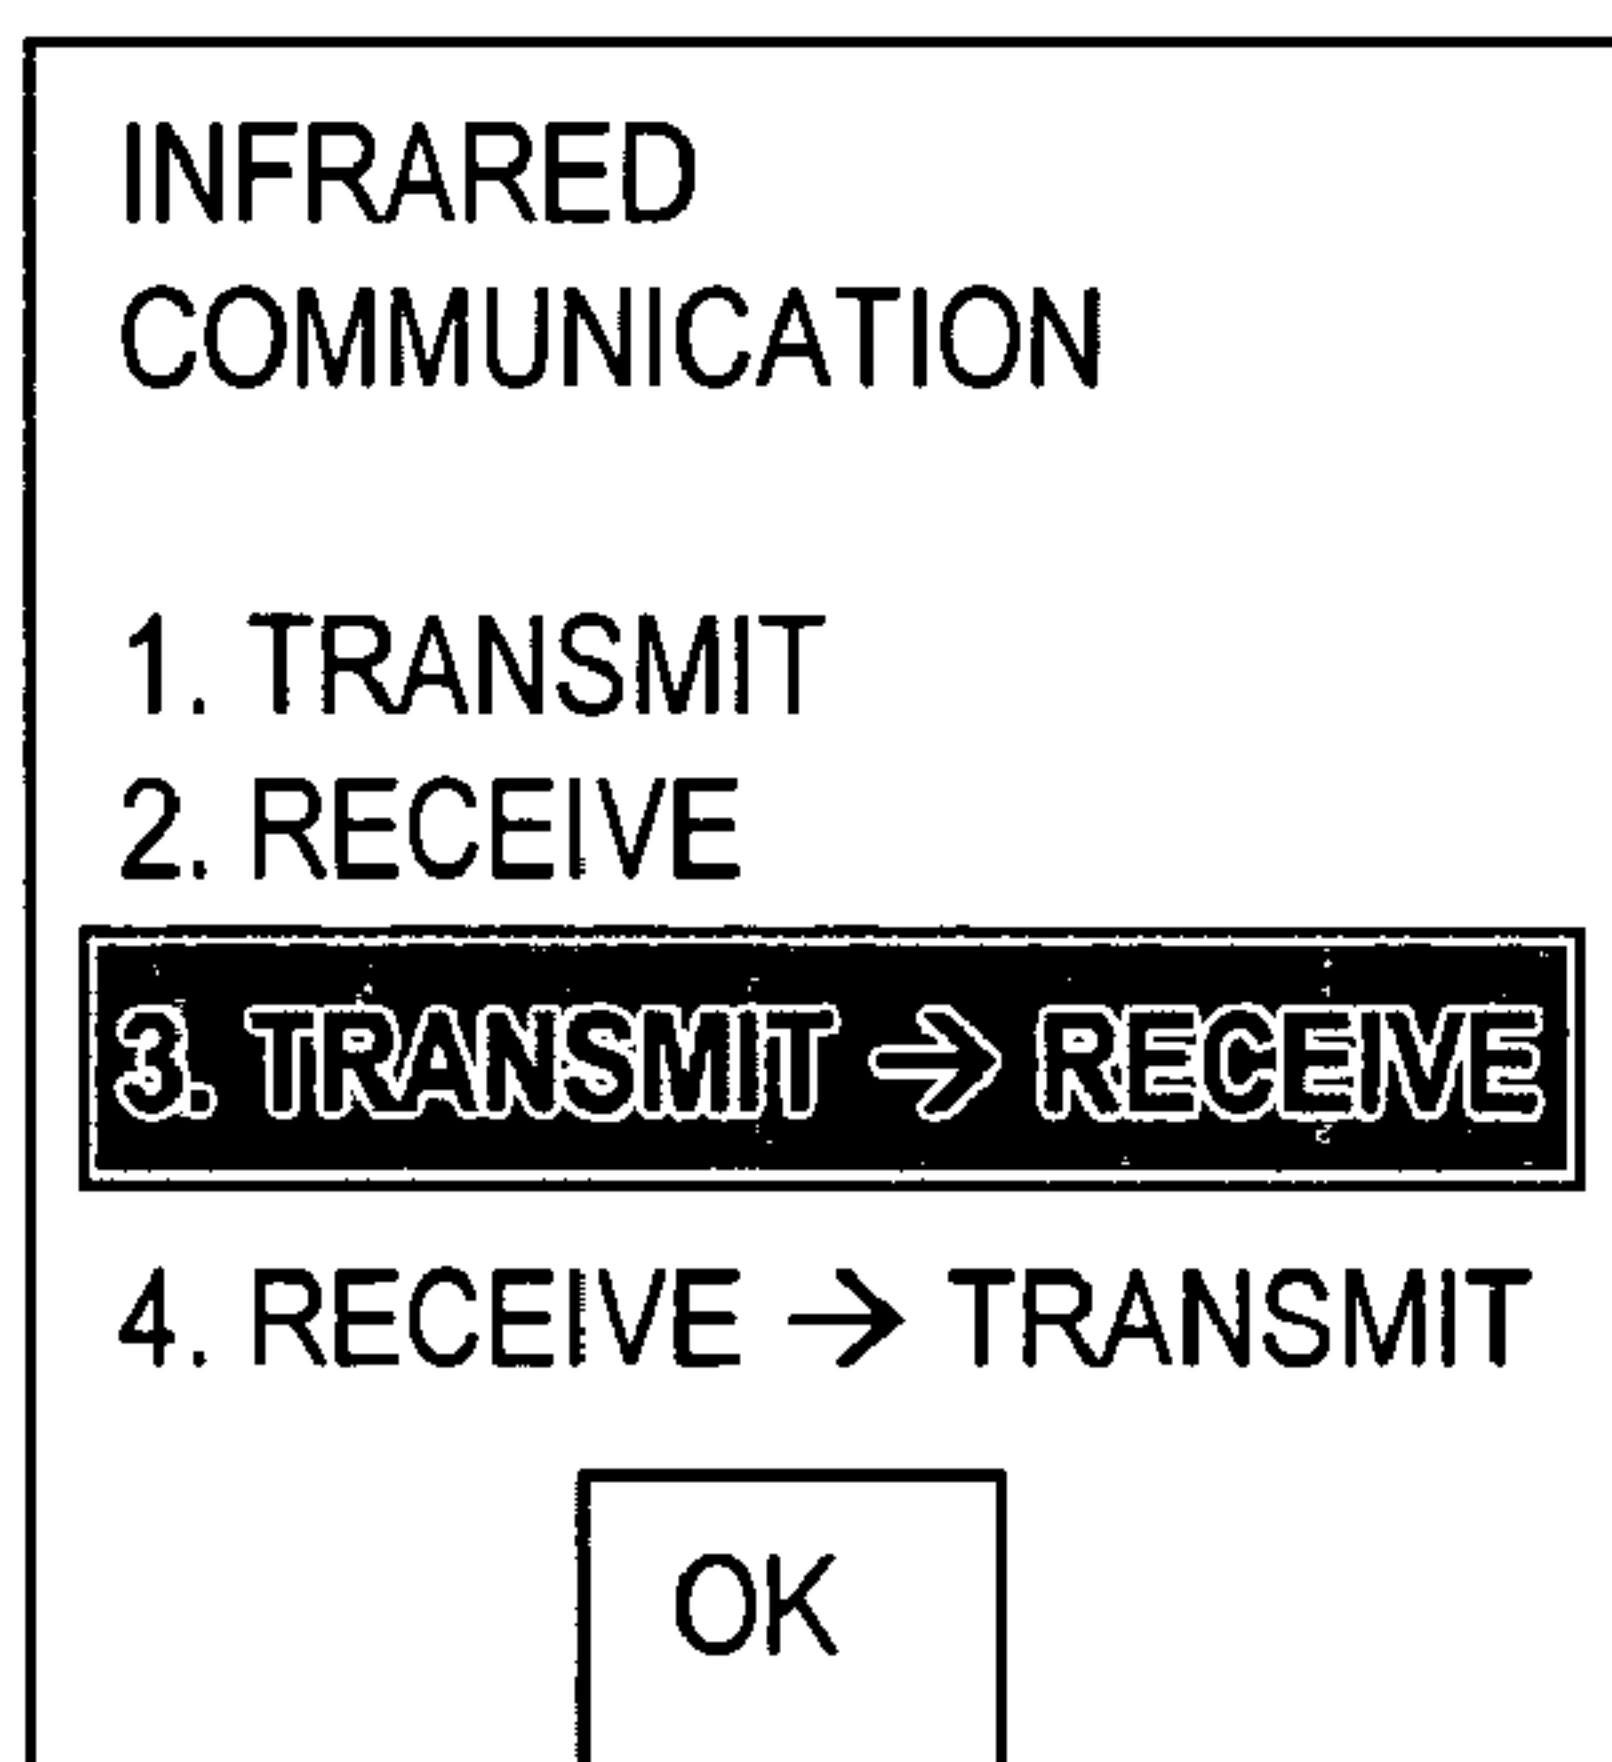 INFRARED
COMMUNICATION
1. TRANSMIT
2. RECEIVE
3. TRANSMIT → RECEIVE
4. RECEIVE → TRANSMIT
OK